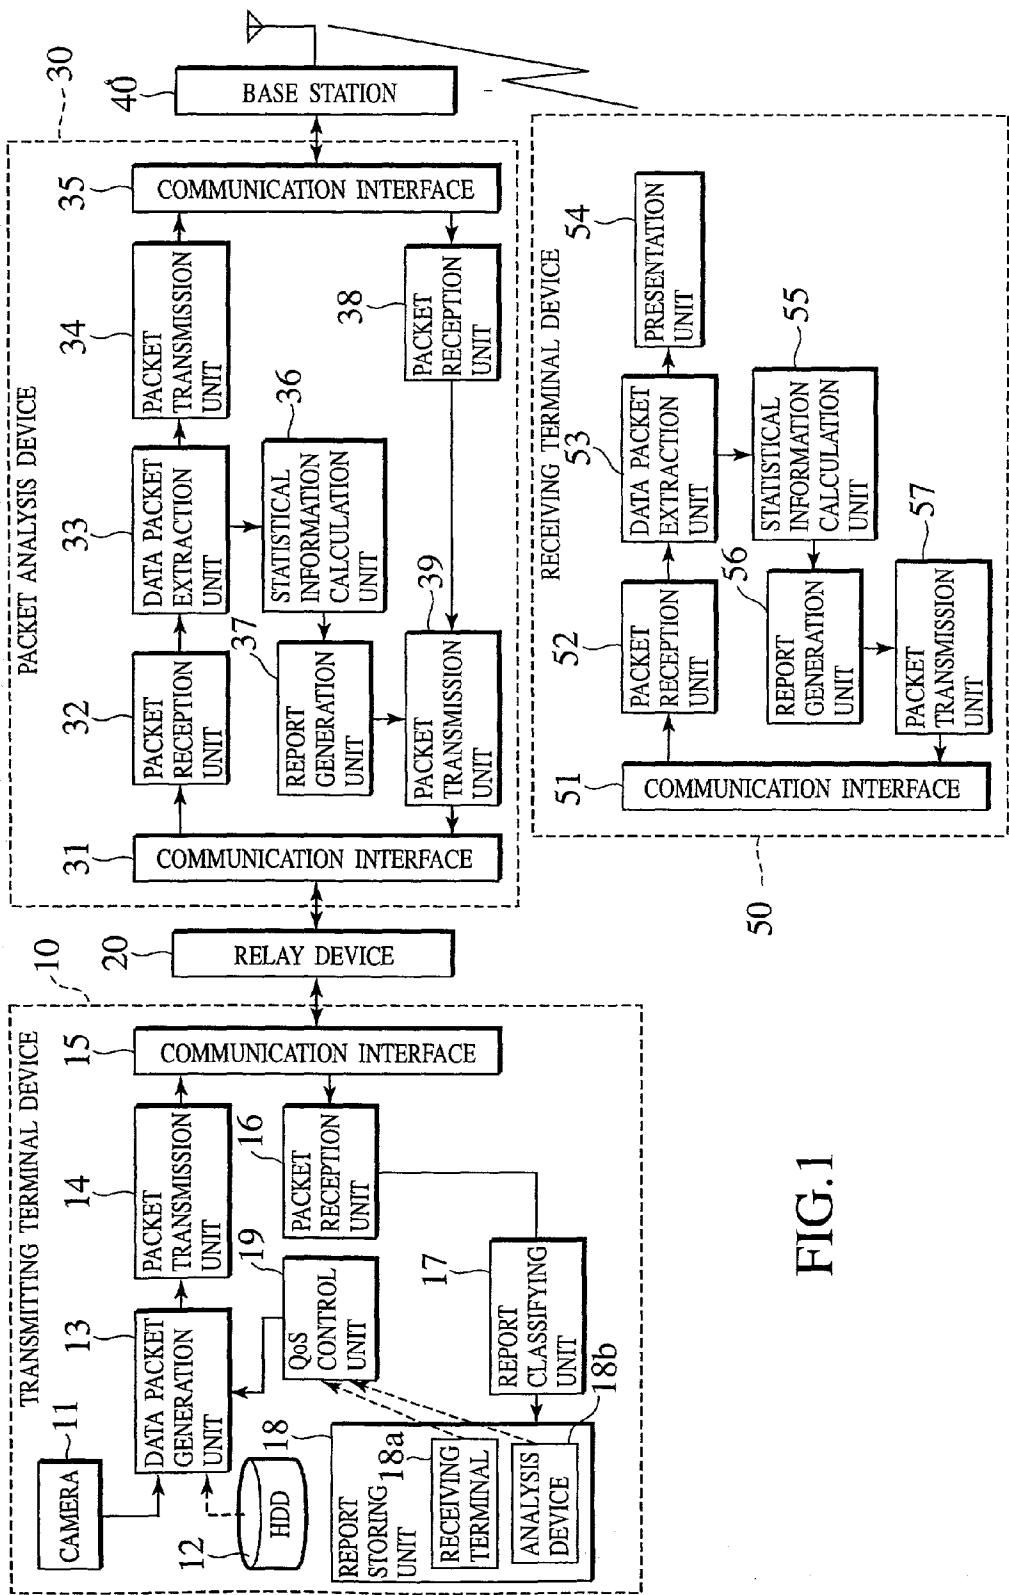 TRANSMITTING TERMINAL DEVICE
10
CAMERA
11
HDD
12
DATA PACKET
GENERATION
UNIT
13
PACKET
TRANSMISSION
UNIT
14
COMMUNICATION INTERFACE
15
PACKET
RECEPTION
UNIT
16
REPORT
CLASSIFYING
UNIT
17
REPORT
STORING
UNIT
18
RECEIVING
TERMINAL
18a
ANALYSIS
DEVICE
18b
QoS
CONTROL
UNIT
19
RELAY DEVICE
20
PACKET ANALYSIS DEVICE
30
COMMUNICATION INTERFACE
31
PACKET
RECEPTION
UNIT
32
DATA PACKET
EXTRACTION
UNIT
33
PACKET
TRANSMISSION
UNIT
34
COMMUNICATION INTERFACE
35
STATISTICAL
INFORMATION
CALCULATION
UNIT
36
REPORT
GENERATION
UNIT
37
PACKET
RECEPTION
UNIT
38
PACKET
TRANSMISSION
UNIT
39
BASE STATION
40
RECEIVING TERMINAL DEVICE
50
COMMUNICATION INTERFACE
51
PACKET
RECEPTION
UNIT
52
DATA PACKET
EXTRACTION
UNIT
53
PRESENTATION
UNIT
54
STATISTICAL
INFORMATION
CALCULATION
UNIT
55
REPORT
GENERATION
UNIT
56
PACKET
TRANSMISSION
UNIT
57
FIG.1